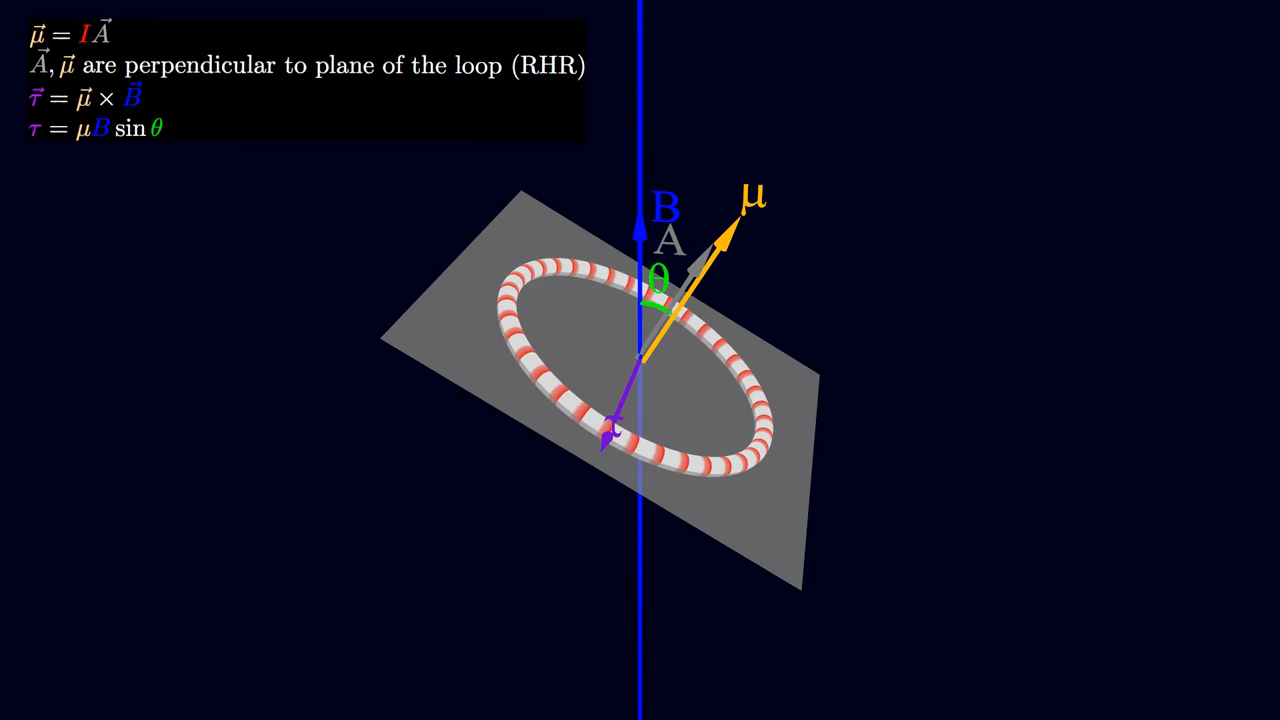 μ⃗ = IA⃗
A⃗, μ⃗ are perpendicular to plane of the loop (RHR)
τ⃗ = μ⃗ × B⃗
τ = μB sin θ
μ
B
A
θ
τ